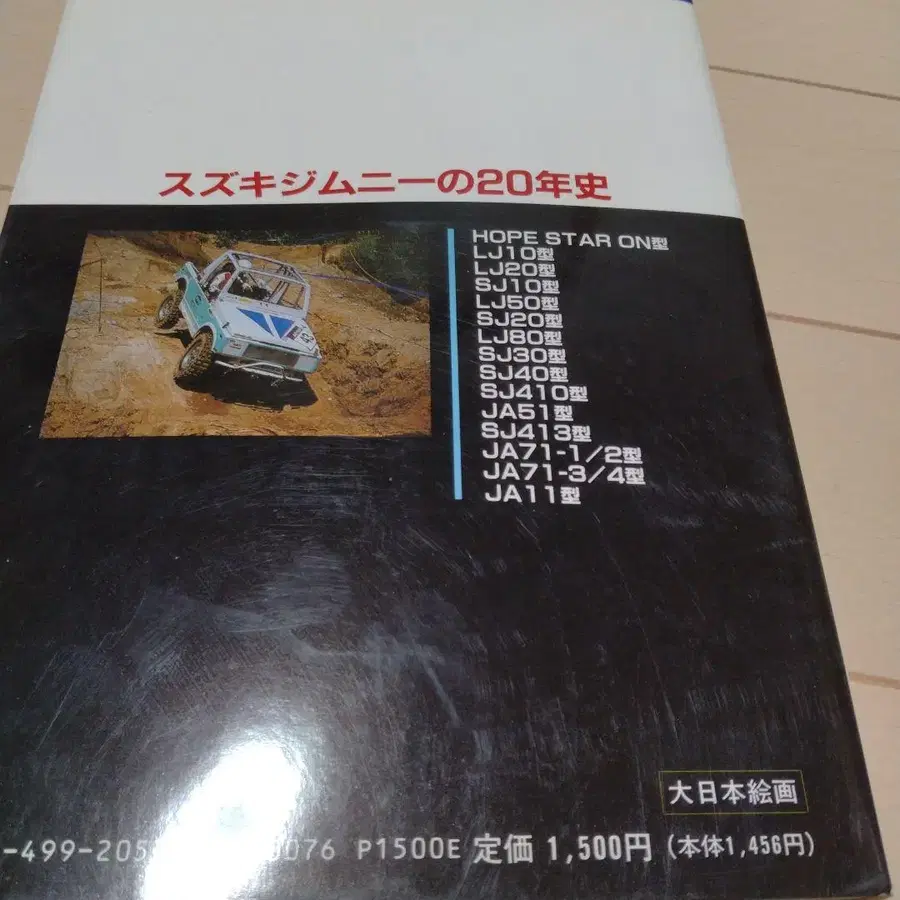 スズキジムニーの20年史
HOPE STAR ON型
LJ10型
LJ20型
SJ10型
LJ50型
SJ20型
LJ80型
SJ30型
SJ40型
SJ410型
JA51型
SJ413型
JA71-1/2型
JA71-3/4型
JA11型
大日本絵画
-499-205 0076 P1500E 定価 1,500円 (本体1,456円)